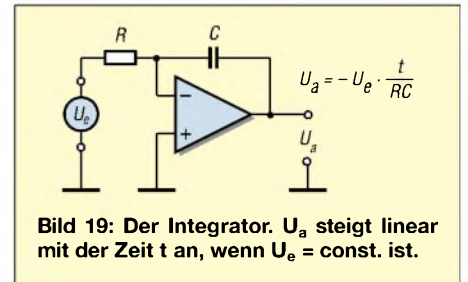 R
C
U_a = – U_e · t/RC
–
+
U_e
U_a
Bild 19: Der Integrator. U_a steigt linear
mit der Zeit t an, wenn U_e = const. ist.